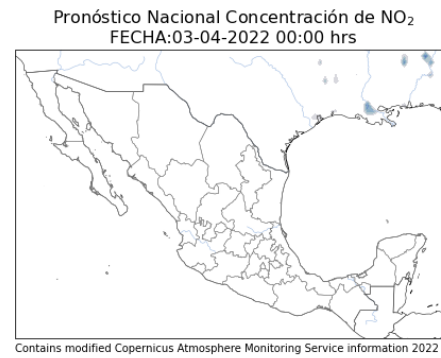 Pronóstico Nacional Concentración de NO₂
FECHA:03-04-2022 00:00 hrs
Contains modified Copernicus Atmosphere Monitoring Service information 2022